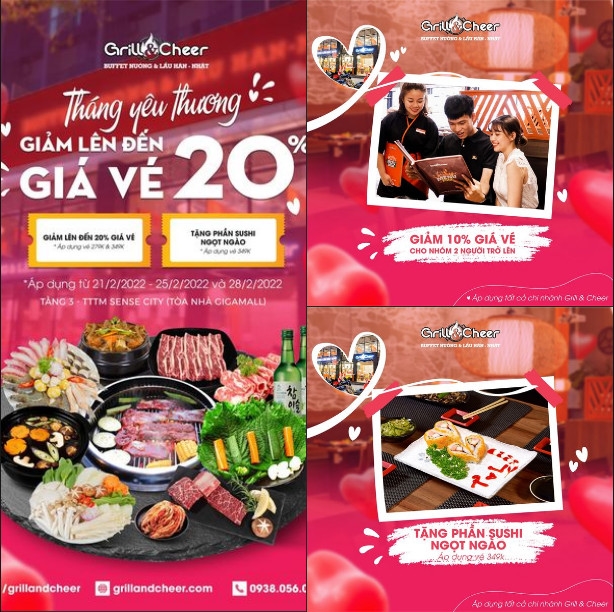 Grill&Cheer
BUFFET NƯỚNG & LẨU HÀN - NHẬT
Tháng yêu thương
GIẢM LÊN ĐẾN
GIÁ VÉ 20%
GIẢM LÊN ĐẾN 20% GIÁ VÉ
* Áp dụng vé 279K & 349K
TẶNG PHẦN SUSHI
NGỌT NGÀO
* Áp dụng vé 349K
*Áp dụng từ 21/2/2022 - 25/2/2022 và 28/2/2022
TẦNG 3 - TTTM SENSE CITY (TÒA NHÀ GIGAMALL)
/grillandcheer
grillandcheer.com
0938.056.0
Grill&Cheer
BUFFET NƯỚNG & LẨU HÀN - NHẬT
GIẢM 10% GIÁ VÉ
CHO NHÓM 2 NGƯỜI TRỞ LÊN
* Áp dụng tất cả chi nhánh Grill & Cheer
Grill&Cheer
BUFFET NƯỚNG & LẨU HÀN - NHẬT
TẶNG PHẦN SUSHI
NGỌT NGÀO
Áp dụng vé 349k
Áp dụng tất cả chi nhánh Grill & Cheer